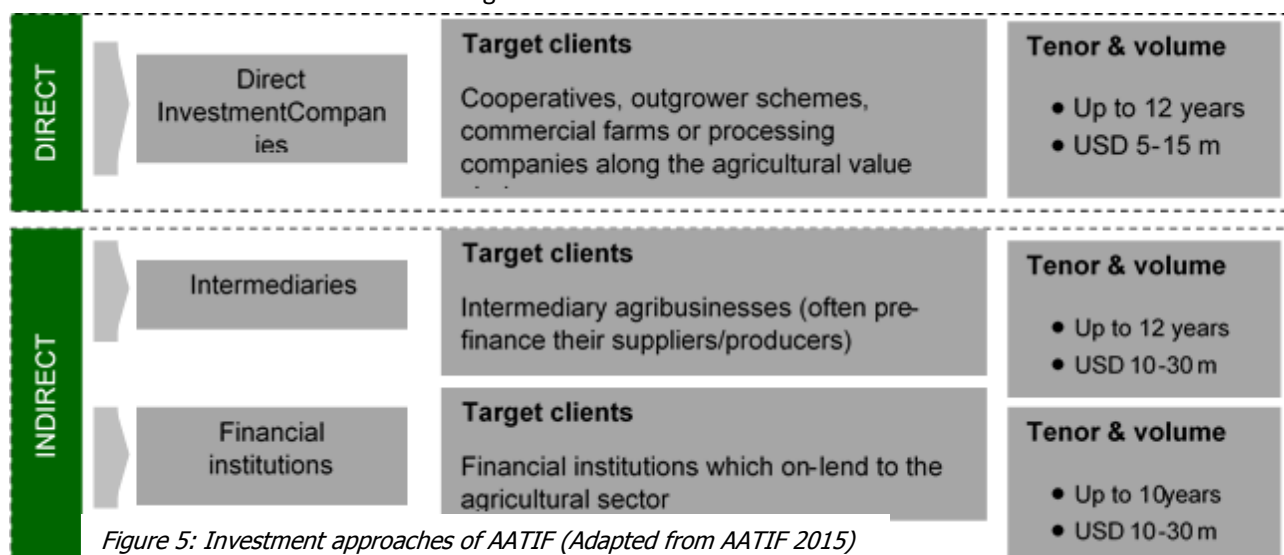 DIRECT
Direct
InvestmentCompan
ies
Target clients
Cooperatives, outgrower schemes,
commercial farms or processing
companies along the agricultural value
Tenor & volume
• Up to 12 years
• USD 5-15 m
INDIRECT
Intermediaries
Target clients
Intermediary agribusinesses (often pre-
finance their suppliers/producers)
Tenor & volume
• Up to 12 years
• USD 10-30 m
Financial
institutions
Target clients
Financial institutions which on-lend to the
agricultural sector
Tenor & volume
• Up to 10years
• USD 10-30 m
Figure 5: Investment approaches of AATIF (Adapted from AATIF 2015)